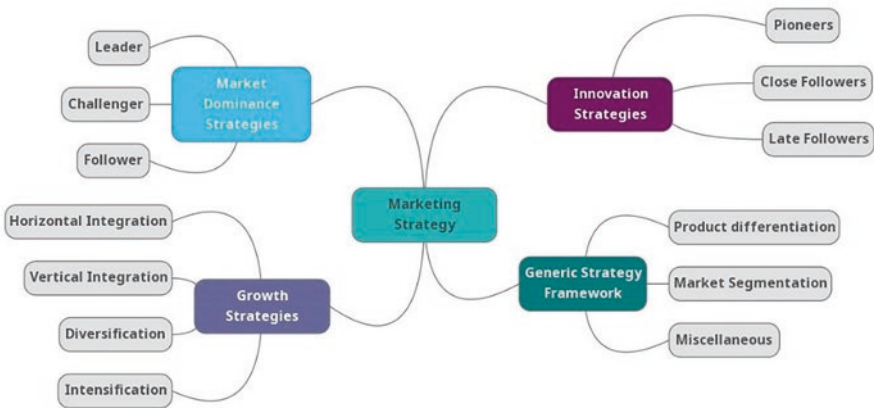 Leader
Challenger
Follower
Market
Dominance
Strategies
Horizontal Integration
Vertical Integration
Diversification
Intensification
Growth
Strategies
Marketing
Strategy
Innovation
Strategies
Pioneers
Close Followers
Late Followers
Generic Strategy
Framework
Product differentiation
Market Segmentation
Miscellaneous